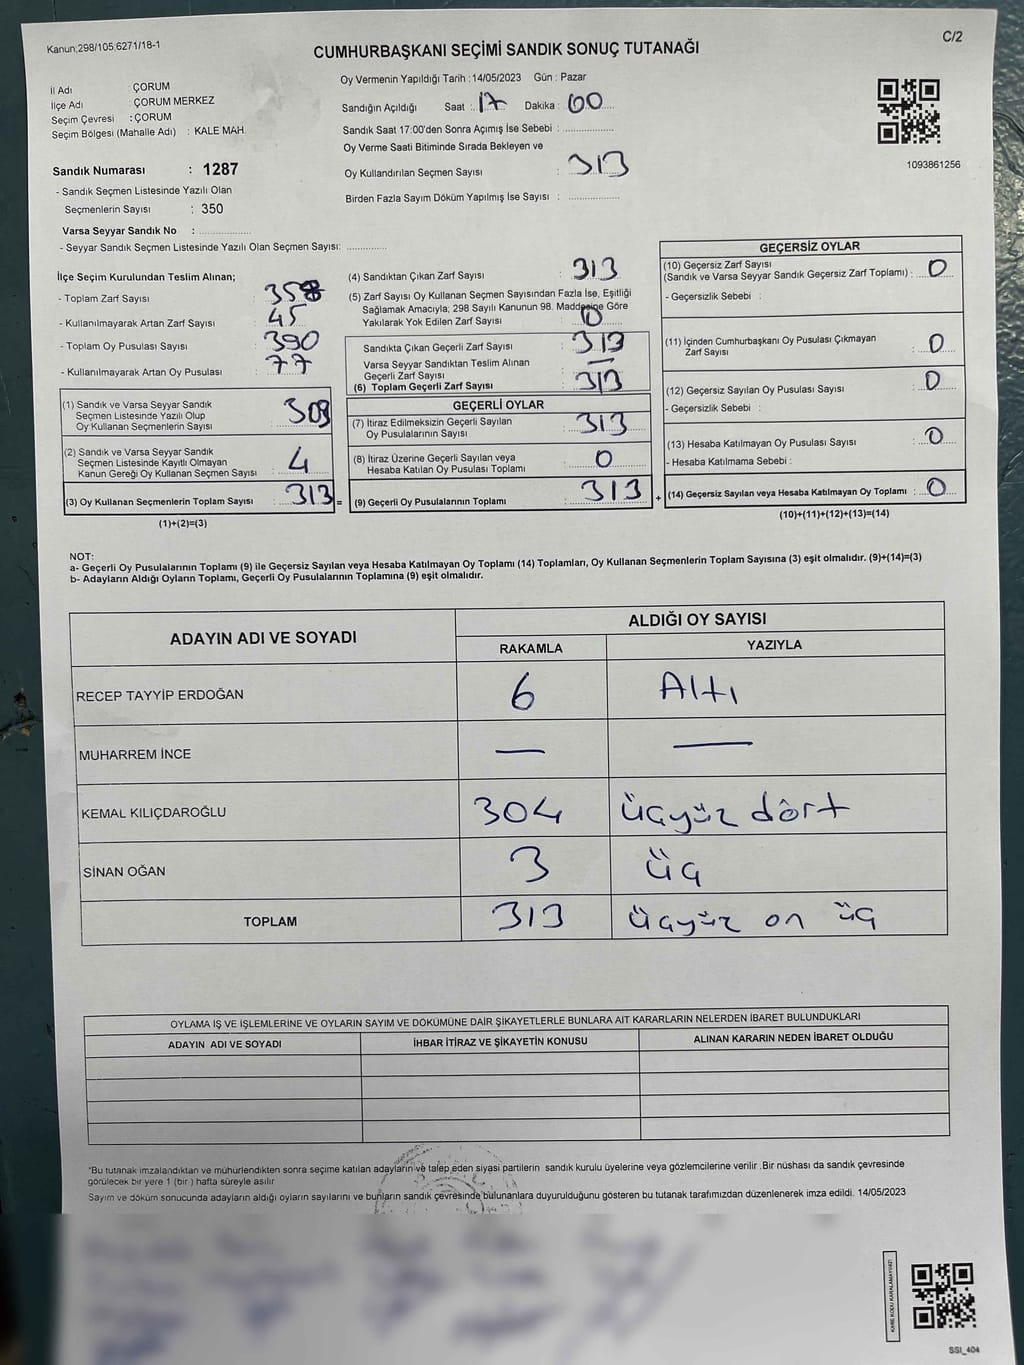 Kanun;298/105;6271/18-1
C/2
CUMHURBAŞKANI SEÇİMİ SANDIK SONUÇ TUTANAĞI
İl Adı : ÇORUM
İlçe Adı : ÇORUM MERKEZ
Seçim Çevresi : ÇORUM
Seçim Bölgesi (Mahalle Adı) : KALE MAH.
Sandık Numarası : 1287
- Sandık Seçmen Listesinde Yazılı Olan
Seçmenlerin Sayısı : 350
Varsa Seyyar Sandık No : ................
- Seyyar Sandık Seçmen Listesinde Yazılı Olan Seçmen Sayısı: ............
Oy Vermenin Yapıldığı Tarih : 14/05/2023 Gün : Pazar
Sandığın Açıldığı Saat : 17 Dakika : 00
Sandık Saat 17:00'den Sonra Açımış İse Sebebi : ................
Oy Verme Saati Bitiminde Sırada Bekleyen ve
Oy Kullandırılan Seçmen Sayısı : 313
Birden Fazla Sayım Döküm Yapılmış İse Sayısı : ................
1093861256
İlçe Seçim Kurulundan Teslim Alınan;
- Toplam Zarf Sayısı : 358
- Kullanılmayarak Artan Zarf Sayısı : 45
- Toplam Oy Pusulası Sayısı : 390
- Kullanılmayarak Artan Oy Pusulası : 77
(1) Sandık ve Varsa Seyyar Sandık
Seçmen Listesinde Yazılı Olup
Oy Kullanan Seçmenlerin Sayısı : 309
(2) Sandık ve Varsa Seyyar Sandık
Seçmen Listesinde Kayıtlı Olmayan
Kanun Gereği Oy Kullanan Seçmen Sayısı : 4
(3) Oy Kullanan Seçmenlerin Toplam Sayısı : 313 =
(1)+(2)=(3)
(4) Sandıktan Çıkan Zarf Sayısı : 313
(5) Zarf Sayısı Oy Kullanan Seçmen Sayısından Fazla İse, Eşitliği
Sağlamak Amacıyla; 298 Sayılı Kanunun 98. Maddesine Göre
Yakılarak Yok Edilen Zarf Sayısı : 0
Sandıkta Çıkan Geçerli Zarf Sayısı : 313
Varsa Seyyar Sandıktan Teslim Alınan
Geçerli Zarf Sayısı : —
(6) Toplam Geçerli Zarf Sayısı : 313
GEÇERLİ OYLAR
(7) İtiraz Edilmeksizin Geçerli Sayılan
Oy Pusulalarının Sayısı : 313
(8) İtiraz Üzerine Geçerli Sayılan veya
Hesaba Katılan Oy Pusulası Toplamı : 0
(9) Geçerli Oy Pusulalarının Toplamı : 313 +
GEÇERSİZ OYLAR
(10) Geçersiz Zarf Sayısı
(Sandık ve Varsa Seyyar Sandık Geçersiz Zarf Toplamı) : 0
- Geçersizlik Sebebi :
(11) İçinden Cumhurbaşkanı Oy Pusulası Çıkmayan
Zarf Sayısı : 0
(12) Geçersiz Sayılan Oy Pusulası Sayısı : 0
- Geçersizlik Sebebi :
(13) Hesaba Katılmayan Oy Pusulası Sayısı : 0
- Hesaba Katılmama Sebebi :
(14) Geçersiz Sayılan veya Hesaba Katılmayan Oy Toplamı : 0
(10)+(11)+(12)+(13)=(14)
NOT:
a- Geçerli Oy Pusulalarının Toplamı (9) ile Geçersiz Sayılan veya Hesaba Katılmayan Oy Toplamı (14) Toplamları, Oy Kullanan Seçmenlerin Toplam Sayısına (3) eşit olmalıdır. (9)+(14)=(3)
b- Adayların Aldığı Oyların Toplamı, Geçerli Oy Pusulalarının Toplamına (9) eşit olmalıdır.
ADAYIN ADI VE SOYADI ALDIĞI OY SAYISI
RAKAMLA YAZIYLA
RECEP TAYYİP ERDOĞAN 6 Altı
MUHARREM İNCE — —
KEMAL KILIÇDAROĞLU 304 üçyüz dört
SİNAN OĞAN 3 üç
TOPLAM 313 üçyüz on üç
OYLAMA İŞ VE İŞLEMLERİNE VE OYLARIN SAYIM VE DÖKÜMÜNE DAİR ŞİKAYETLERLE BUNLARA AİT KARARLARIN NELERDEN İBARET BULUNDUKLARI
ADAYIN ADI VE SOYADI İHBAR İTİRAZ VE ŞİKAYETİN KONUSU ALINAN KARARIN NEDEN İBARET OLDUĞU
"Bu tutanak imzalandıktan ve mühürlendikten sonra seçime katılan adayların ve talep eden siyasi partilerin sandık kurulu üyelerine veya gözlemcilerine verilir .Bir nüshası da sandık çevresinde
görülecek bir yere 1 (bir ) hafta süreyle asılır
Sayım ve döküm sonucunda adayların aldığı oyların sayılarını ve bunların sandık çevresinde bulunanlara duyurulduğunu gösteren bu tutanak tarafımızdan düzenlenerek imza edildi. 14/05/2023
KARE KODU KARALAMAYINIZ!
SSI_404